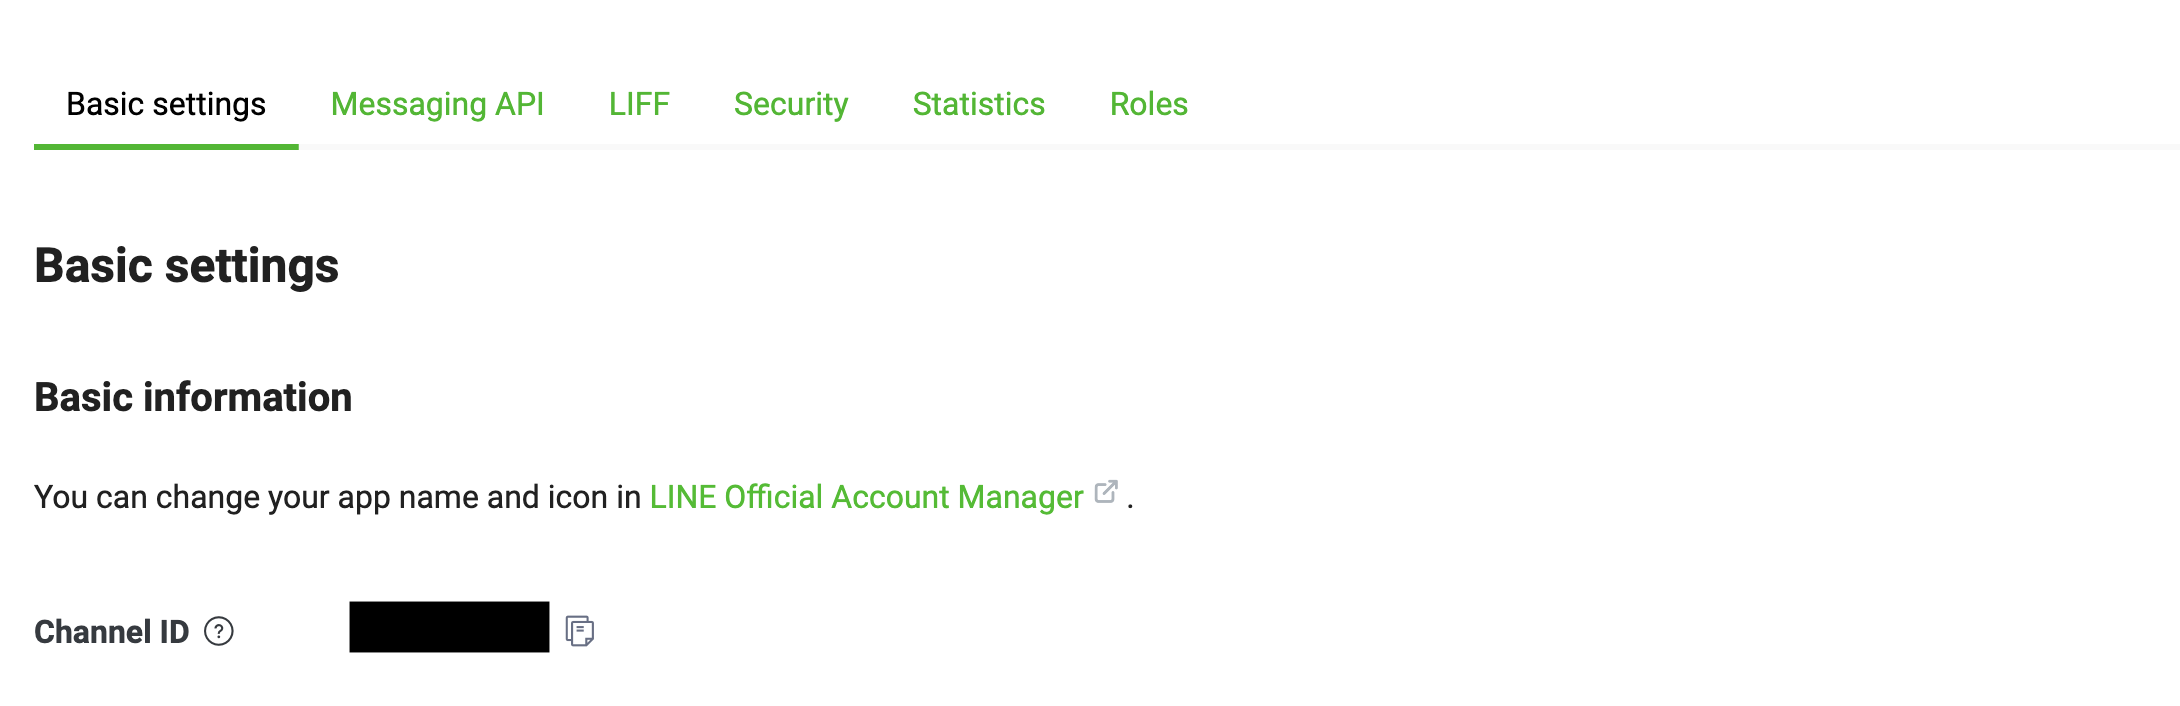 Basic settings Messaging API LIFF Security Statistics Roles
Basic settings
Basic information
You can change your app name and icon in LINE Official Account Manager .
Channel ID ?